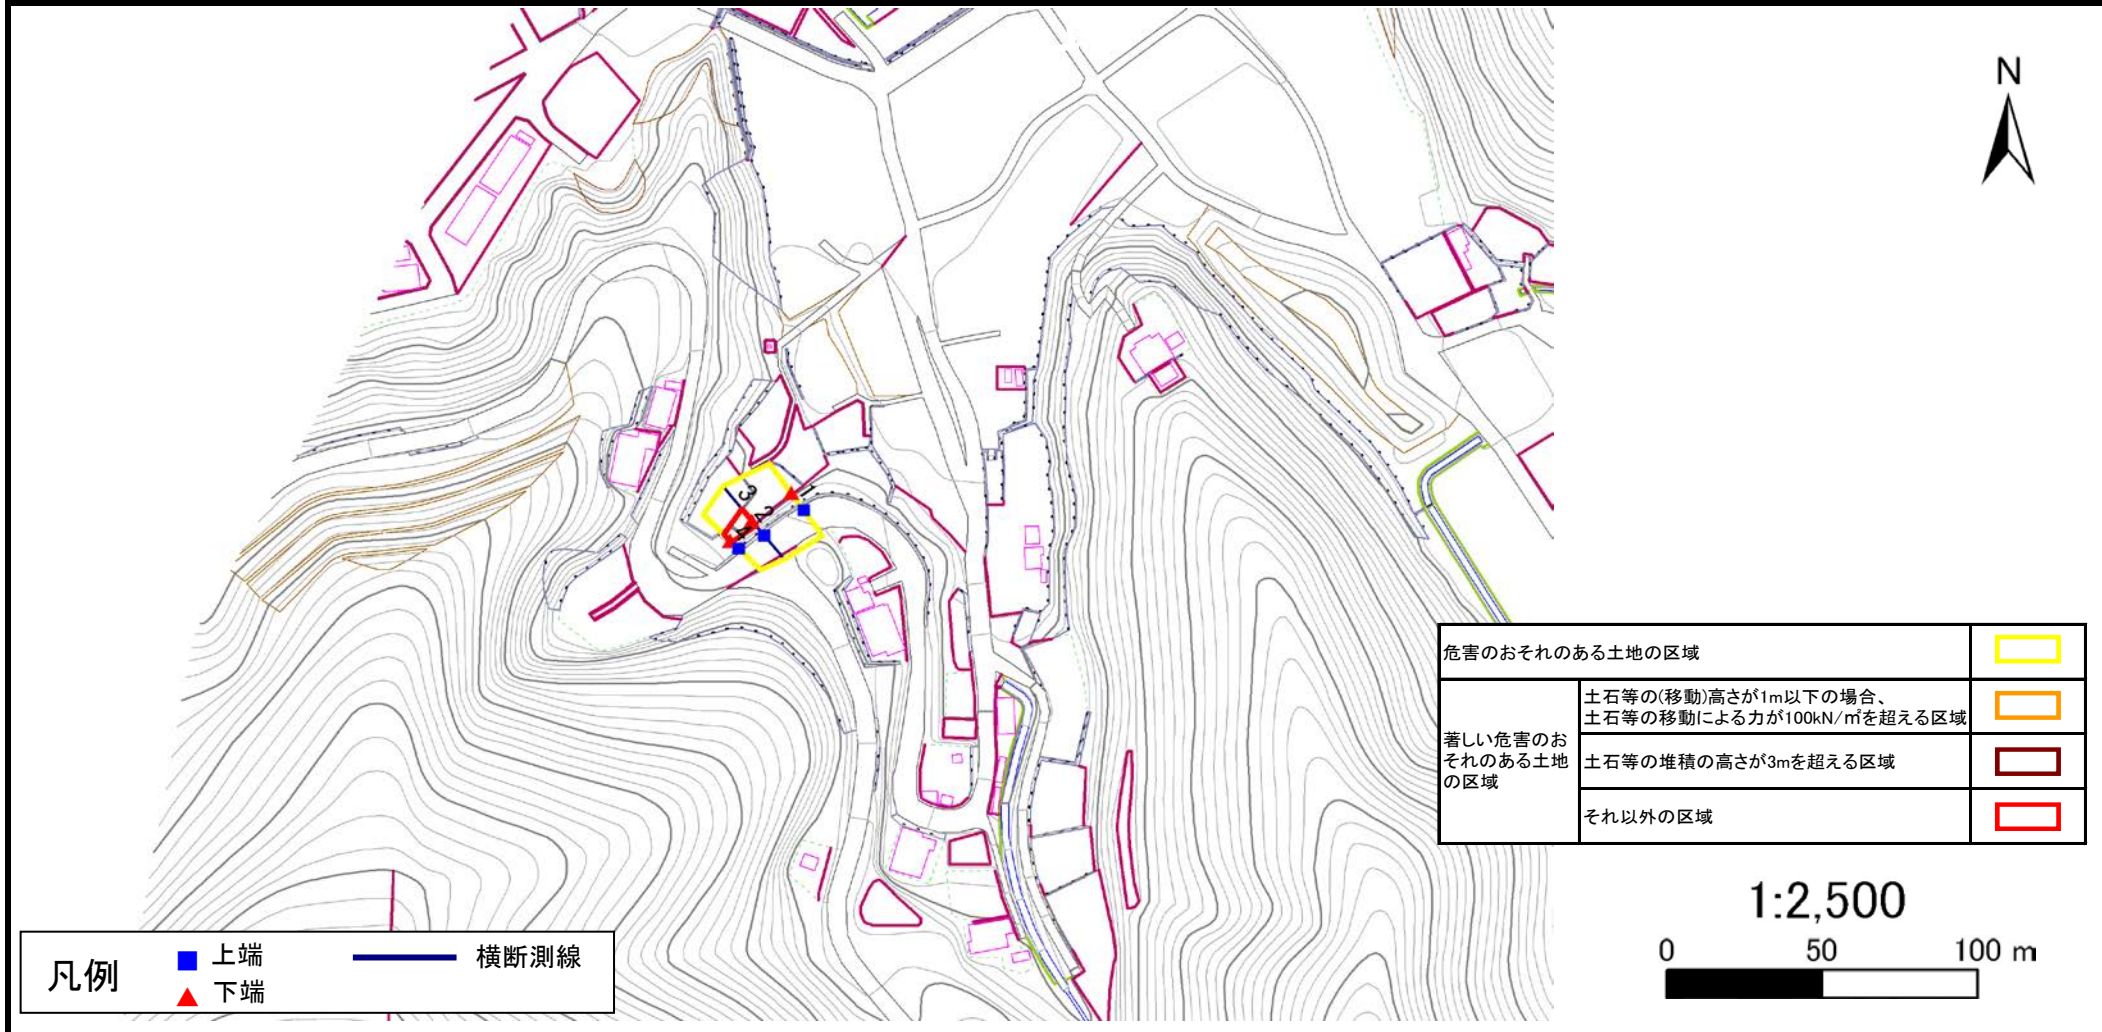 N
1
3
2
4
危害のおそれのある土地の区域
著しい危害のお
それのある土地
の区域
土石等の(移動)高さが1m以下の場合、
土石等の移動による力が100kN/㎡を超える区域
土石等の堆積の高さが3mを超える区域
それ以外の区域
1:2,500
0 50 100 m
凡例
上端
下端
横断測線